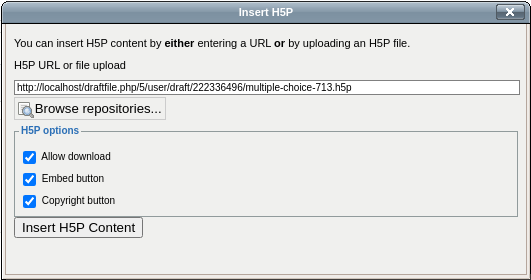 Insert H5P
You can insert H5P content by either entering a URL or by uploading an H5P file.
H5P URL or file upload
http://localhost/draftfile.php/5/user/draft/222336496/multiple-choice-713.h5p
Browse repositories...
H5P options
Allow download
Embed button
Copyright button
Insert H5P Content